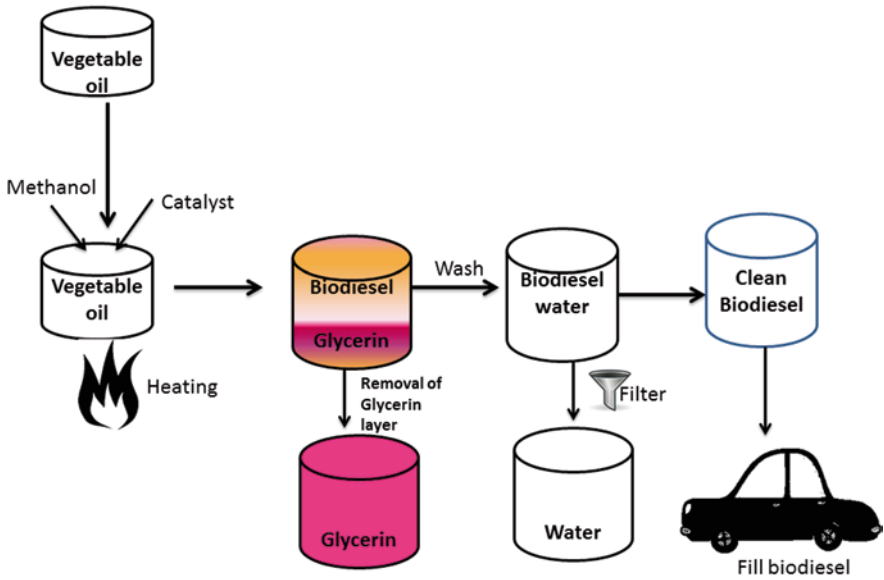 Vegetable
oil
Methanol
Catalyst
Vegetable
oil
Heating
Biodiesel
Glycerin
Wash
Biodiesel
water
Clean
Biodiesel
Removal of
Glycerin
layer
Filter
Glycerin
Water
Fill biodiesel